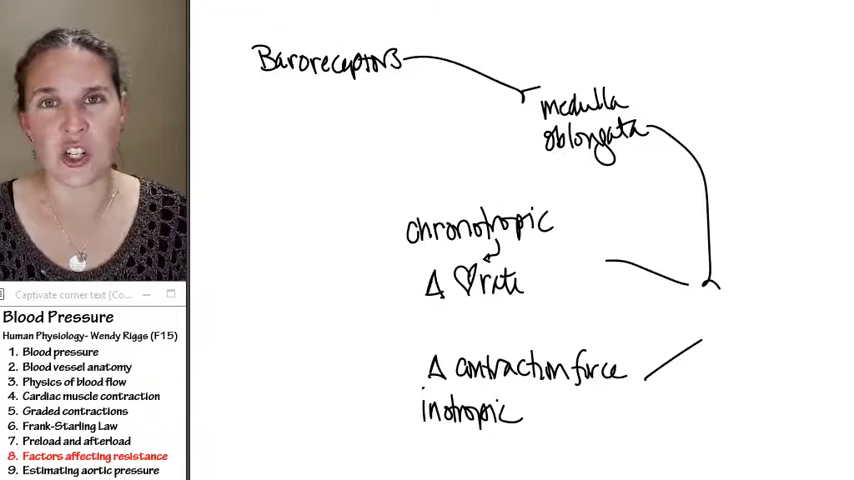 Baroreceptors
medulla
oblongata
chronotropic
Δ ♡ rate
Δ contraction force
inotropic
Captivate corner text [Co...
Blood Pressure
Human Physiology- Wendy Riggs (F15)
1. Blood pressure
2. Blood vessel anatomy
3. Physics of blood flow
4. Cardiac muscle contraction
5. Graded contractions
6. Frank-Starling Law
7. Preload and afterload
8. Factors affecting resistance
9. Estimating aortic pressure